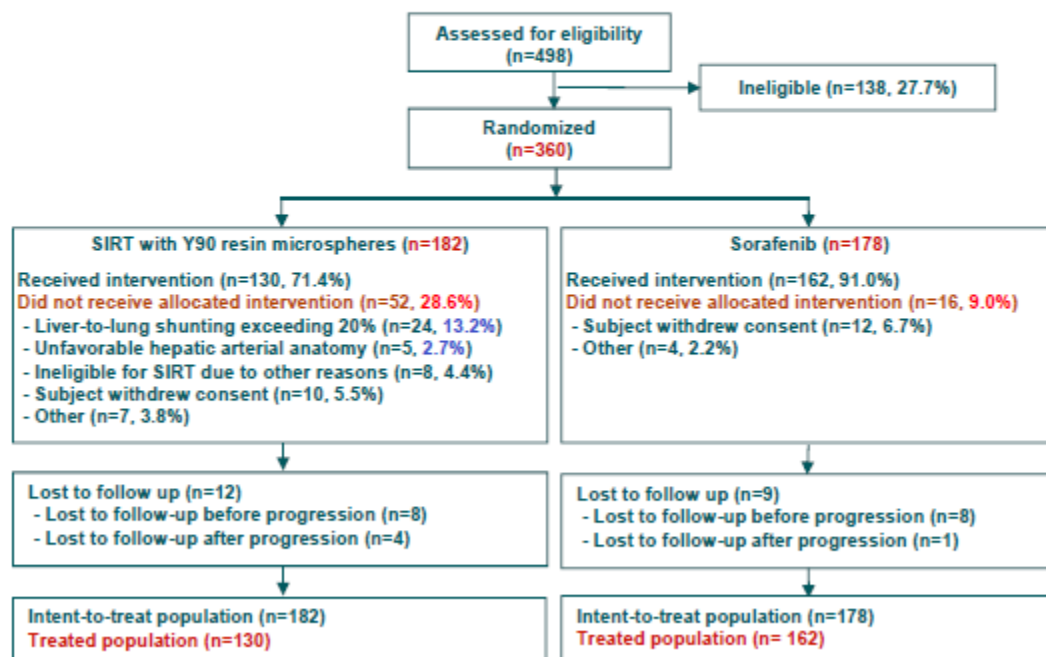 Assessed for eligibility
(n=498)
Ineligible (n=138, 27.7%)
Randomized
(n=360)
SIRT with Y90 resin microspheres (n=182)
Received intervention (n=130, 71.4%)
Did not receive allocated intervention (n=52, 28.6%)
- Liver-to-lung shunting exceeding 20% (n=24, 13.2%)
- Unfavorable hepatic arterial anatomy (n=5, 2.7%)
- Ineligible for SIRT due to other reasons (n=8, 4.4%)
- Subject withdrew consent (n=10, 5.5%)
- Other (n=7, 3.8%)
Sorafenib (n=178)
Received intervention (n=162, 91.0%)
Did not receive allocated intervention (n=16, 9.0%)
- Subject withdrew consent (n=12, 6.7%)
- Other (n=4, 2.2%)
Lost to follow up (n=12)
- Lost to follow-up before progression (n=8)
- Lost to follow-up after progression (n=4)
Lost to follow up (n=9)
- Lost to follow-up before progression (n=8)
- Lost to follow-up after progression (n=1)
Intent-to-treat population (n=182)
Treated population (n=130)
Intent-to-treat population (n=178)
Treated population (n= 162)